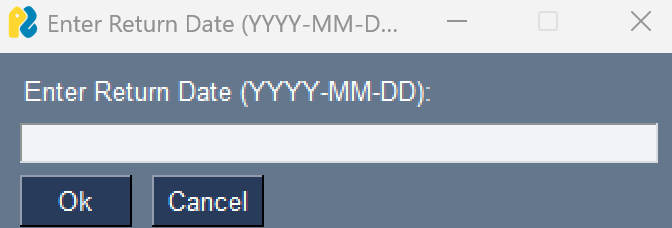 Enter Return Date (YYYY-MM-D...
Enter Return Date (YYYY-MM-DD):
Ok Cancel